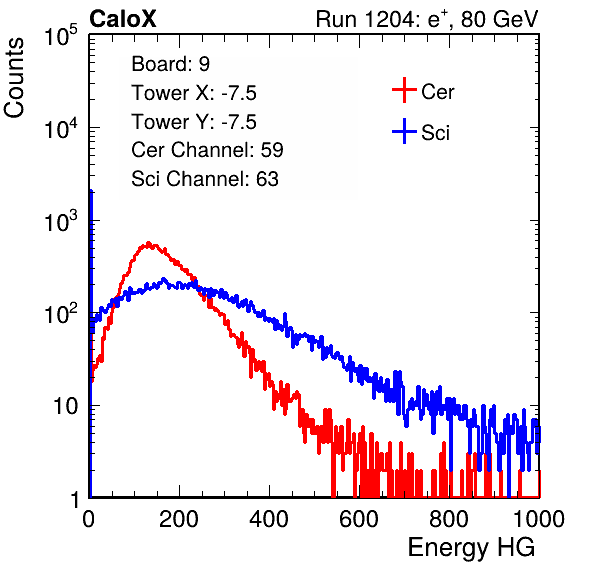 CaloX Run 1204: e⁺, 80 GeV
Counts
Board: 9
Tower X: -7.5
Tower Y: -7.5
Cer Channel: 59
Sci Channel: 63
Cer
Sci
10⁵
10⁴
10³
10²
10
1
0 200 400 600 800 1000
Energy HG